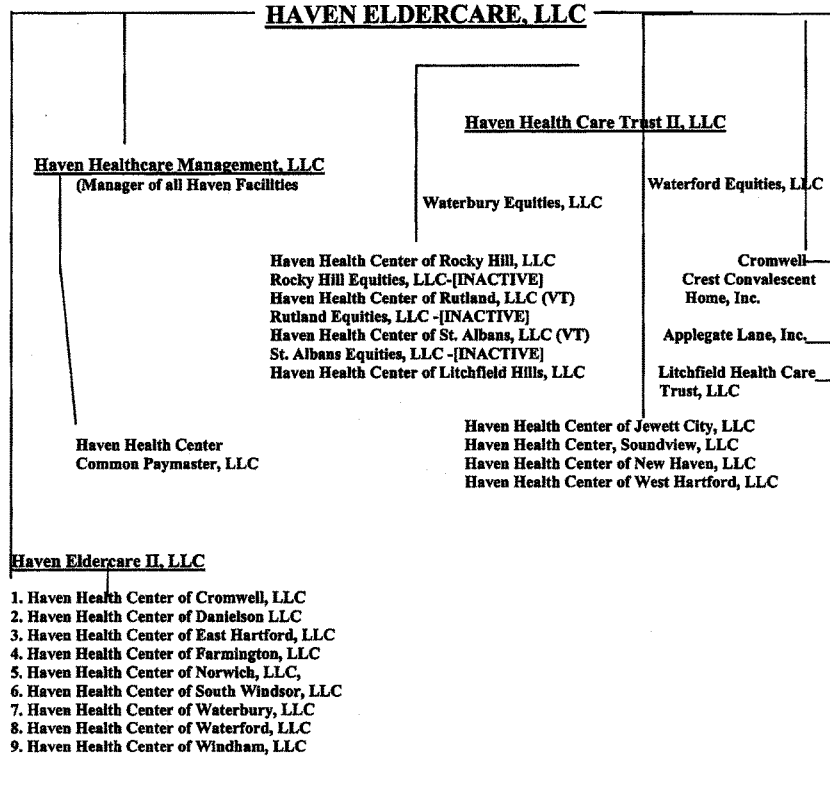 HAVEN ELDERCARE, LLC
Haven Health Care Trust II, LLC
Haven Healthcare Management, LLC
(Manager of all Haven Facilities
Waterbury Equities, LLC
Waterford Equities, LLC
Haven Health Center of Rocky Hill, LLC
Rocky Hill Equities, LLC-[INACTIVE]
Haven Health Center of Rutland, LLC (VT)
Rutland Equities, LLC -[INACTIVE]
Haven Health Center of St. Albans, LLC (VT)
St. Albans Equities, LLC -[INACTIVE]
Haven Health Center of Litchfield Hills, LLC
Cromwell
Crest Convalescent
Home, Inc.
Applegate Lane, Inc.
Litchfield Health Care
Trust, LLC
Haven Health Center of Jewett City, LLC
Haven Health Center, Soundview, LLC
Haven Health Center of New Haven, LLC
Haven Health Center of West Hartford, LLC
Haven Health Center
Common Paymaster, LLC
Haven Eldercare II, LLC
1. Haven Health Center of Cromwell, LLC
2. Haven Health Center of Danielson LLC
3. Haven Health Center of East Hartford, LLC
4. Haven Health Center of Farmington, LLC
5. Haven Health Center of Norwich, LLC,
6. Haven Health Center of South Windsor, LLC
7. Haven Health Center of Waterbury, LLC
8. Haven Health Center of Waterford, LLC
9. Haven Health Center of Windham, LLC